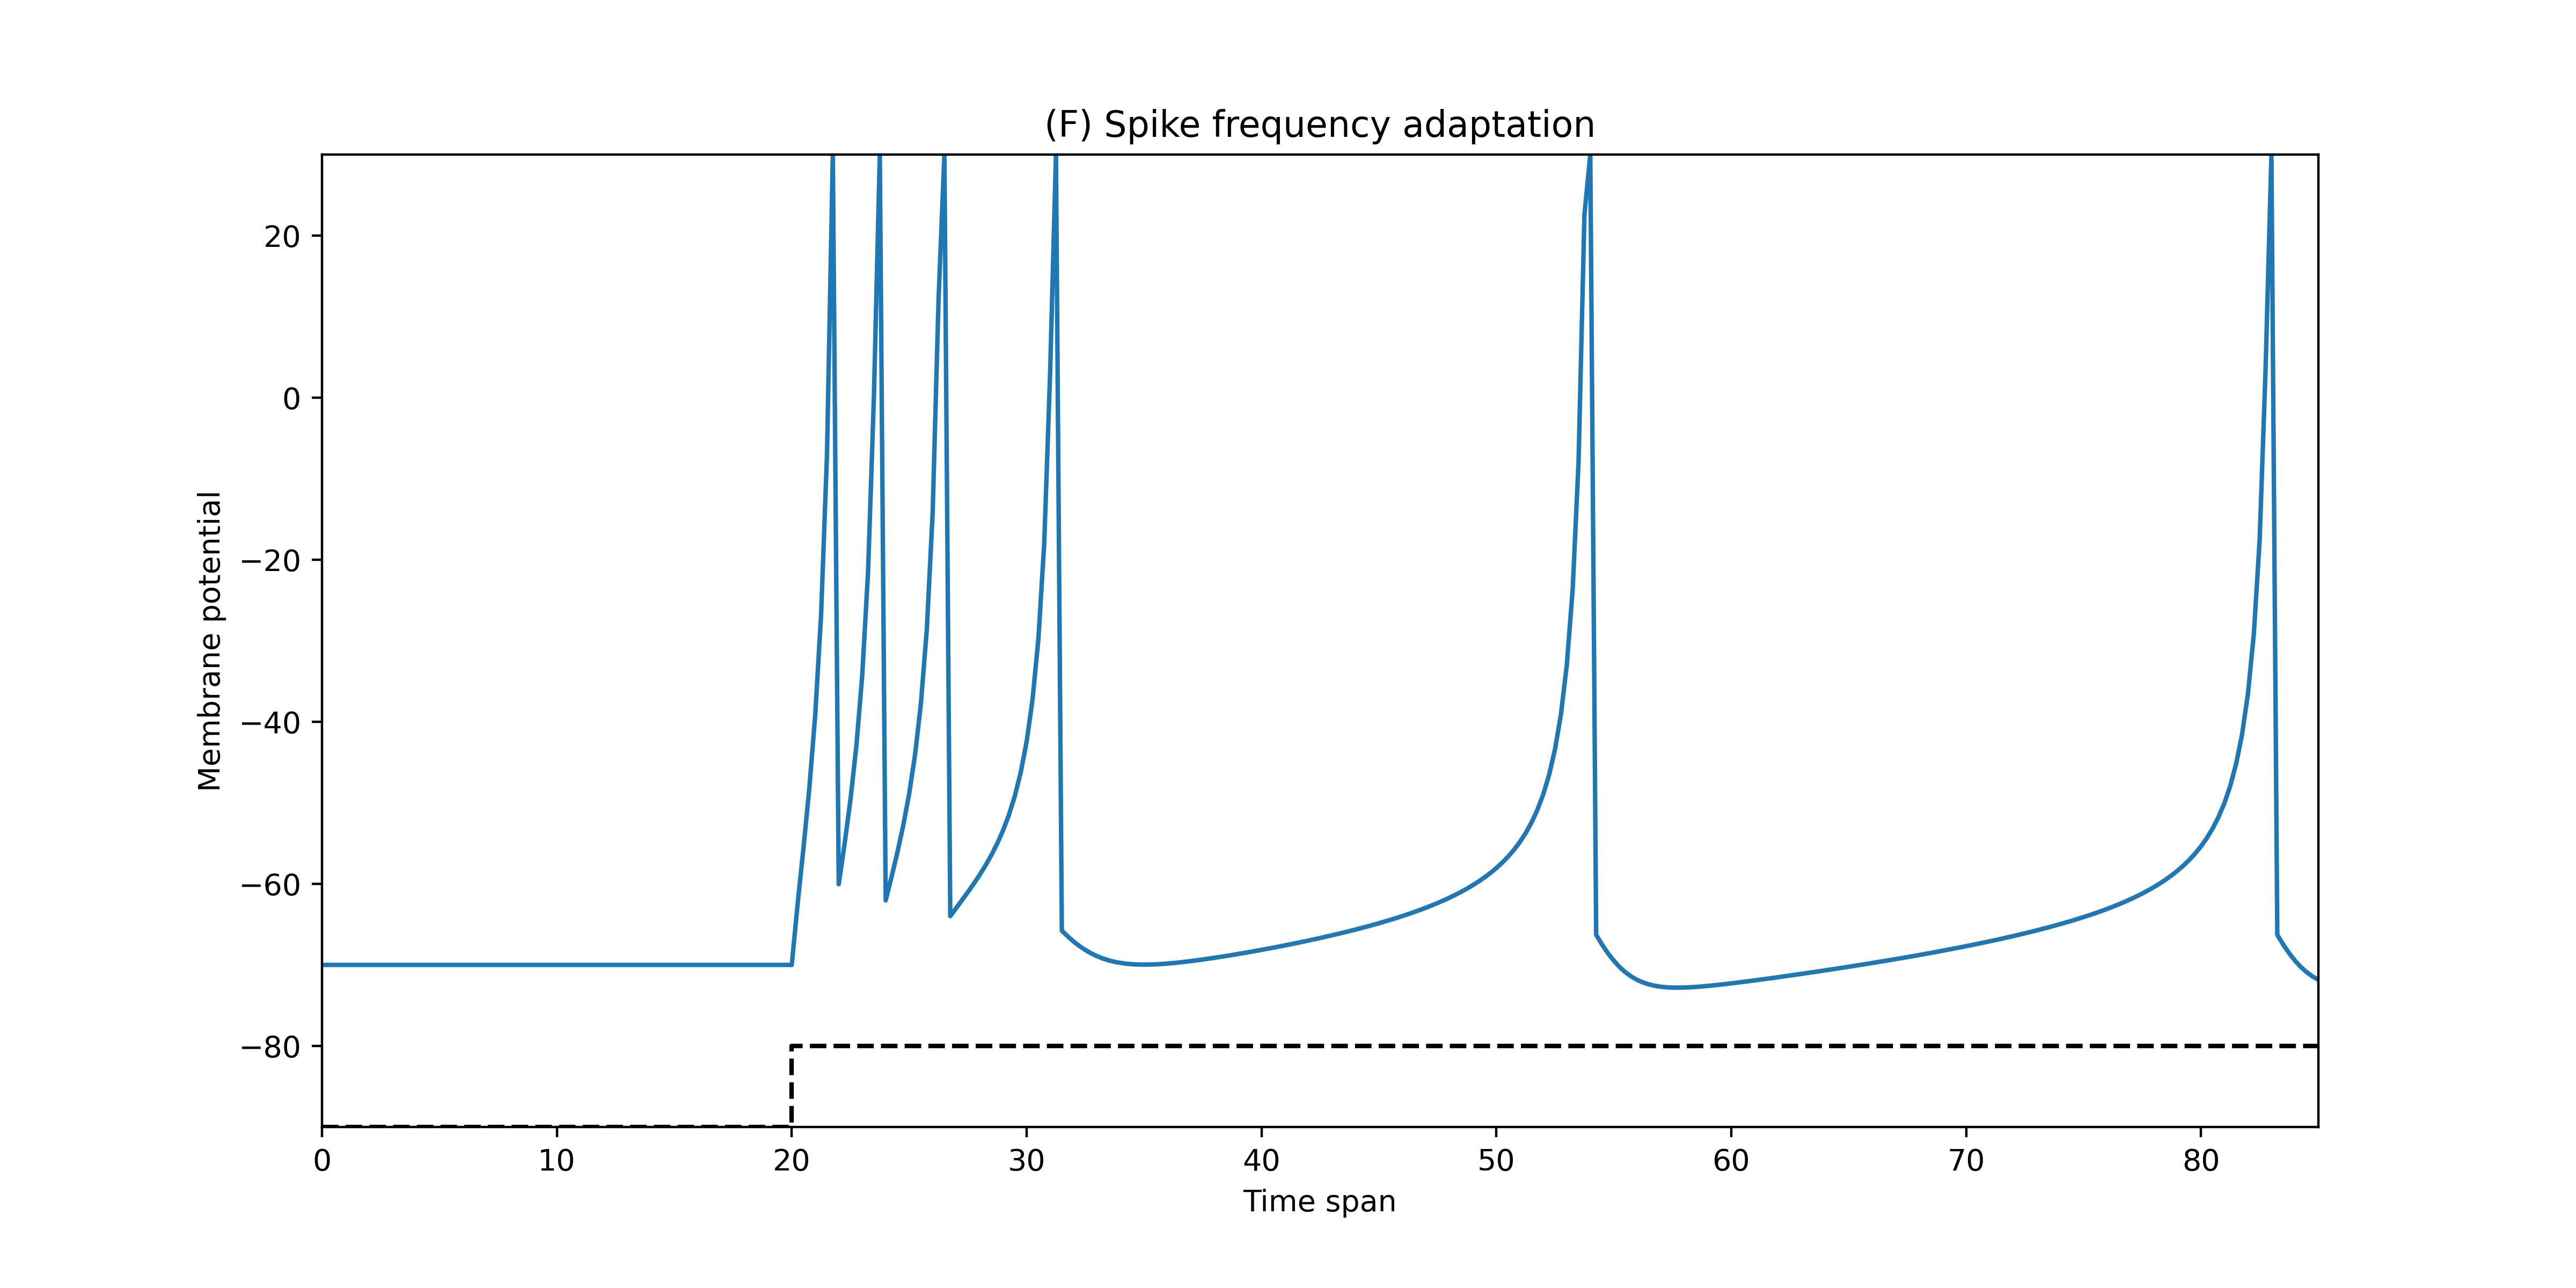 (F) Spike frequency adaptation
20
0
−20
−40
−60
−80
Membrane potential
0 10 20 30 40 50 60 70 80
Time span